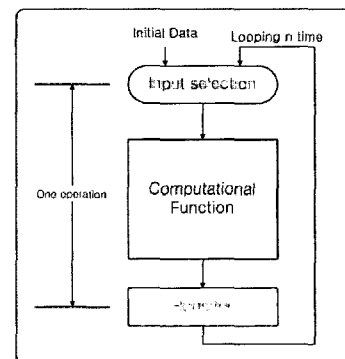 Initial Data
Looping n time
Input selection
One operation
Computational
Function